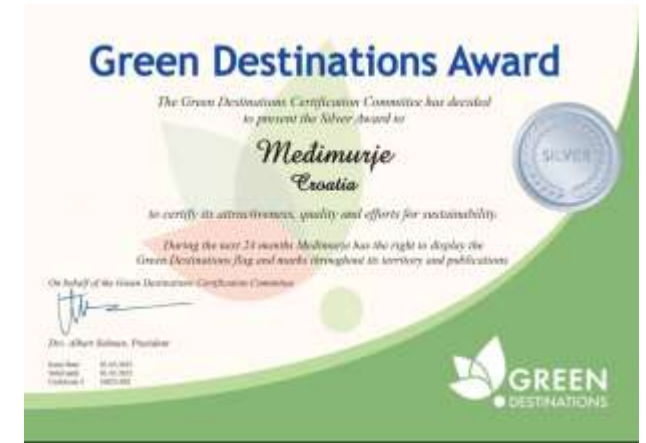 Green Destinations Award
The Green Destinations Certification Committee has decided
to present the Silver Award to
Međimurje
Croatia
SILVER
to certify its attractiveness, quality and efforts for sustainability.
During the next 24 months Međimurje has the right to display the
Green Destinations flag and marks throughout its territory and publications
On behalf of the Green Destinations Certification Committee
Drs. Albert Salman, President
GREEN
DESTINATIONS